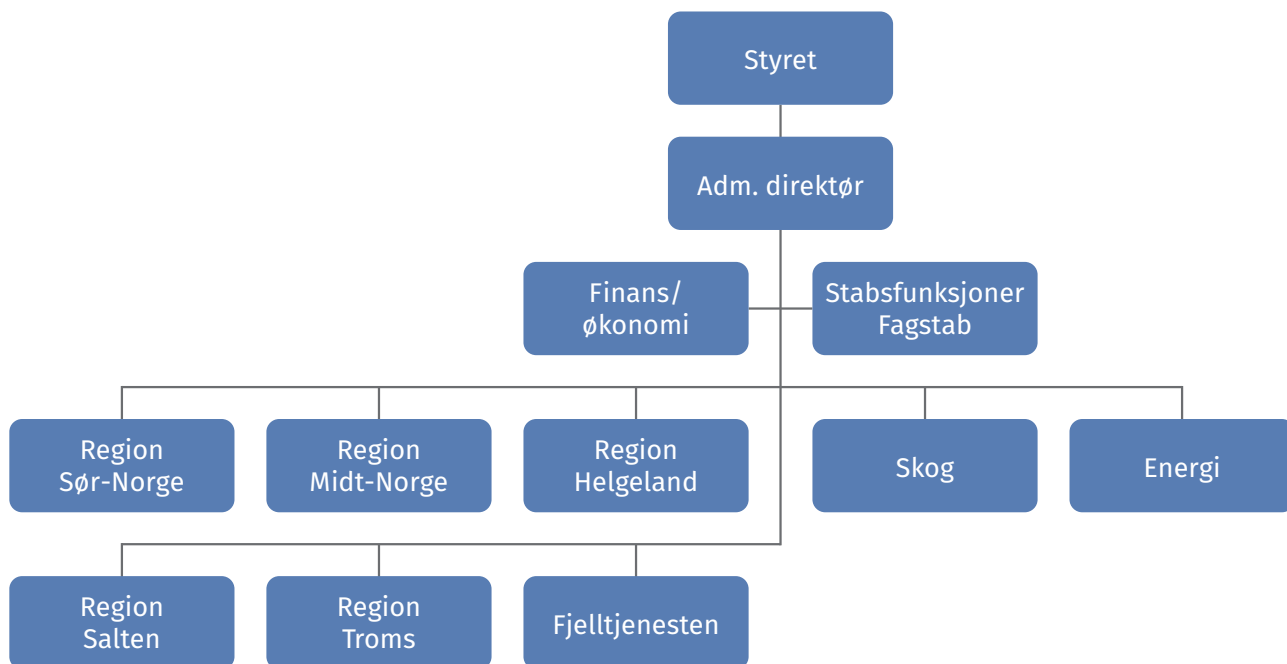 Styret
Adm. direktør
Finans/
økonomi
Stabsfunksjoner
Fagstab
Region
Sør-Norge
Region
Midt-Norge
Region
Helgeland
Skog
Energi
Region
Salten
Region
Troms
Fjelltjenesten